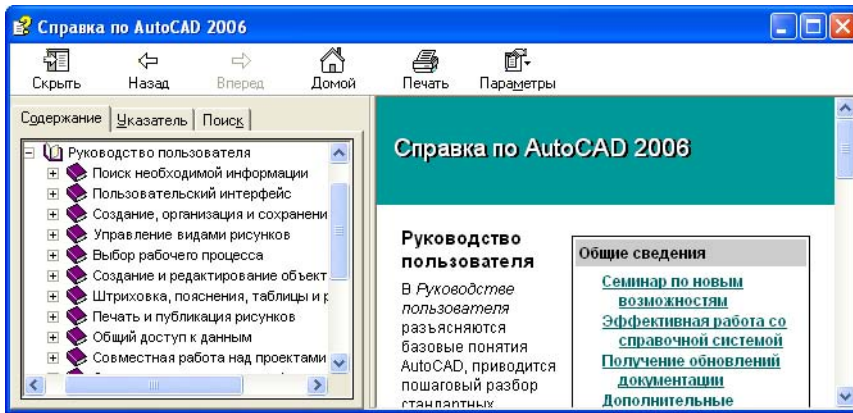 Справка по AutoCAD 2006
Скрыть Назад Вперед Домой Печать Параметры
Содержание Указатель Поиск
Руководство пользователя
Поиск необходимой информации
Пользовательский интерфейс
Создание, организация и сохранени
Управление видами рисунков
Выбор рабочего процесса
Создание и редактирование объект
Штриховка, пояснения, таблицы и р
Печать и публикация рисунков
Общий доступ к данным
Совместная работа над проектами
Справка по AutoCAD 2006
Руководство
пользователя
В Руководстве
пользователя
разъясняются
базовые понятия
AutoCAD, приводится
пошаговый разбор
стандартных
Общие сведения
Семинар по новым
возможностям
Эффективная работа со
справочной системой
Получение обновлений
документации
Дополнительные